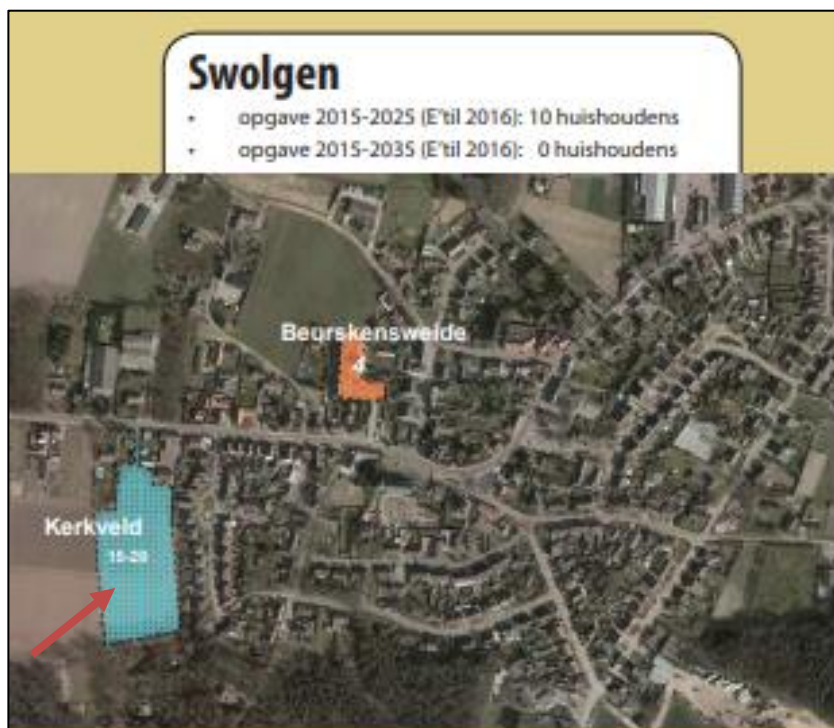 Swolgen
• opgave 2015-2025 (E'til 2016): 10 huishoudens
• opgave 2015-2035 (E'til 2016): 0 huishoudens
Beurskensweide
4
Kerkveld
15-20